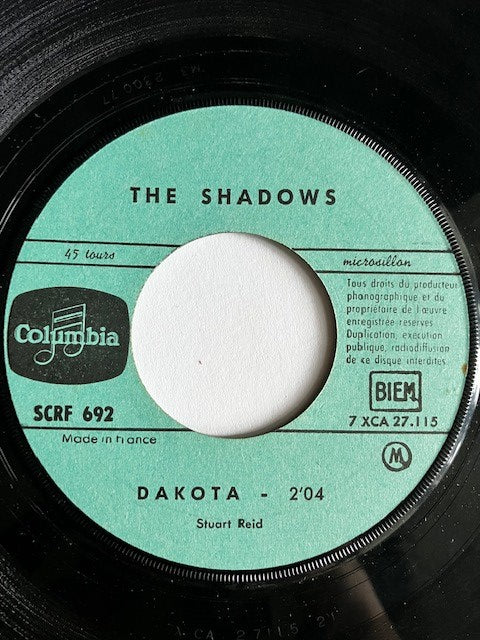 THE SHADOWS
45 tours
microsillon
Tous droits du producteur
phonographique et du
propriétaire de l'œuvre
enregistrée réservés
Duplication, exécution
publique, radiodiffusion
de ce disque interdites.
Columbia
BIEM
SCRF 692
7 XCA 27.115
Made in France
M
DAKOTA - 2'04
Stuart Reid